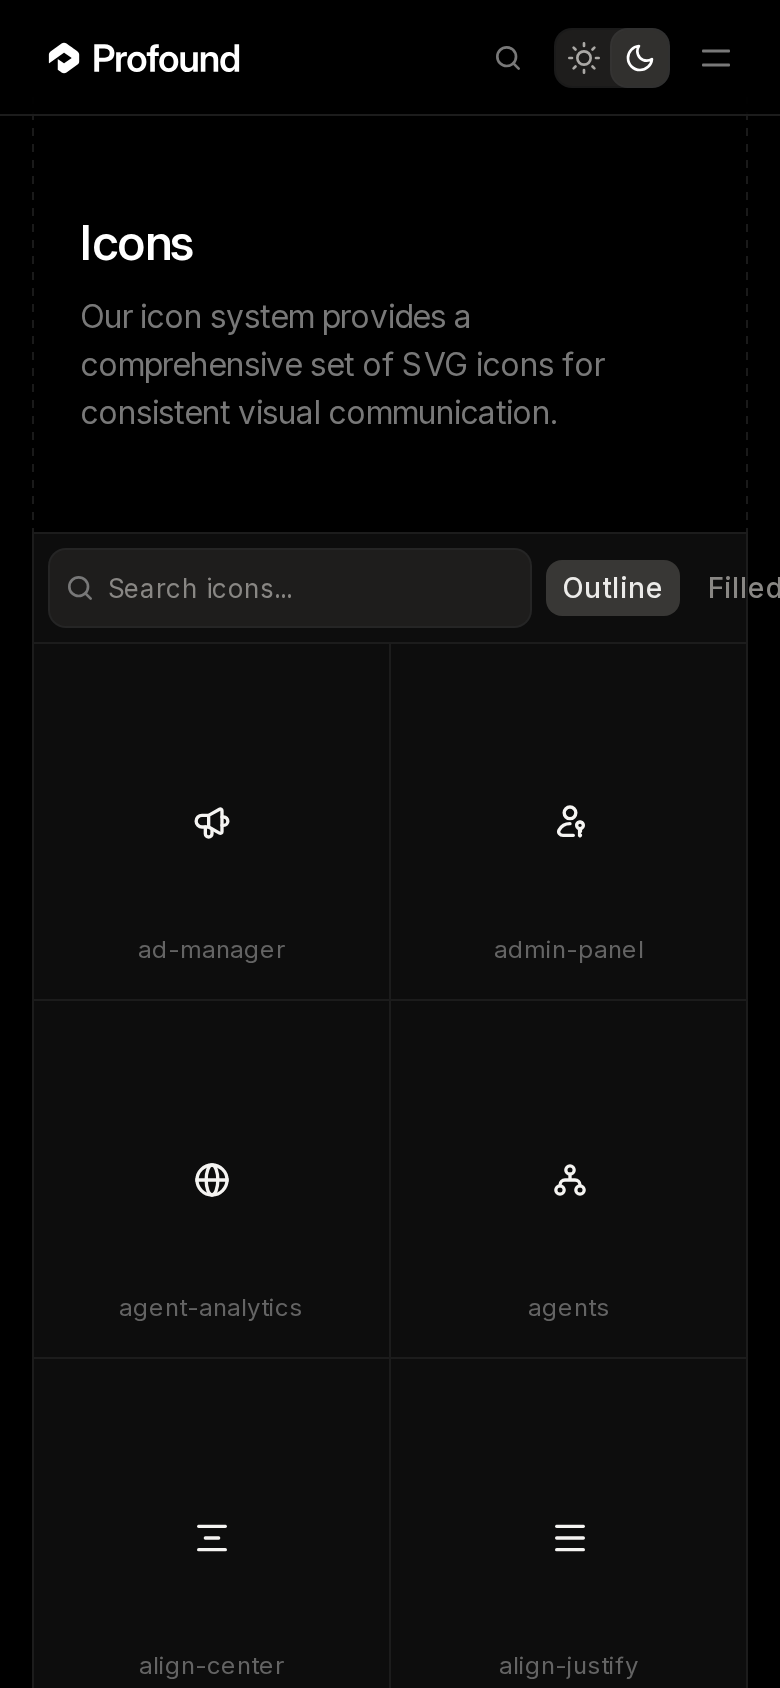 Profound
Icons
Our icon system provides a
comprehensive set of SVG icons for
consistent visual communication.
Search icons...
Outline
Filled
ad-manager
admin-panel
agent-analytics
agents
align-center
align-justify